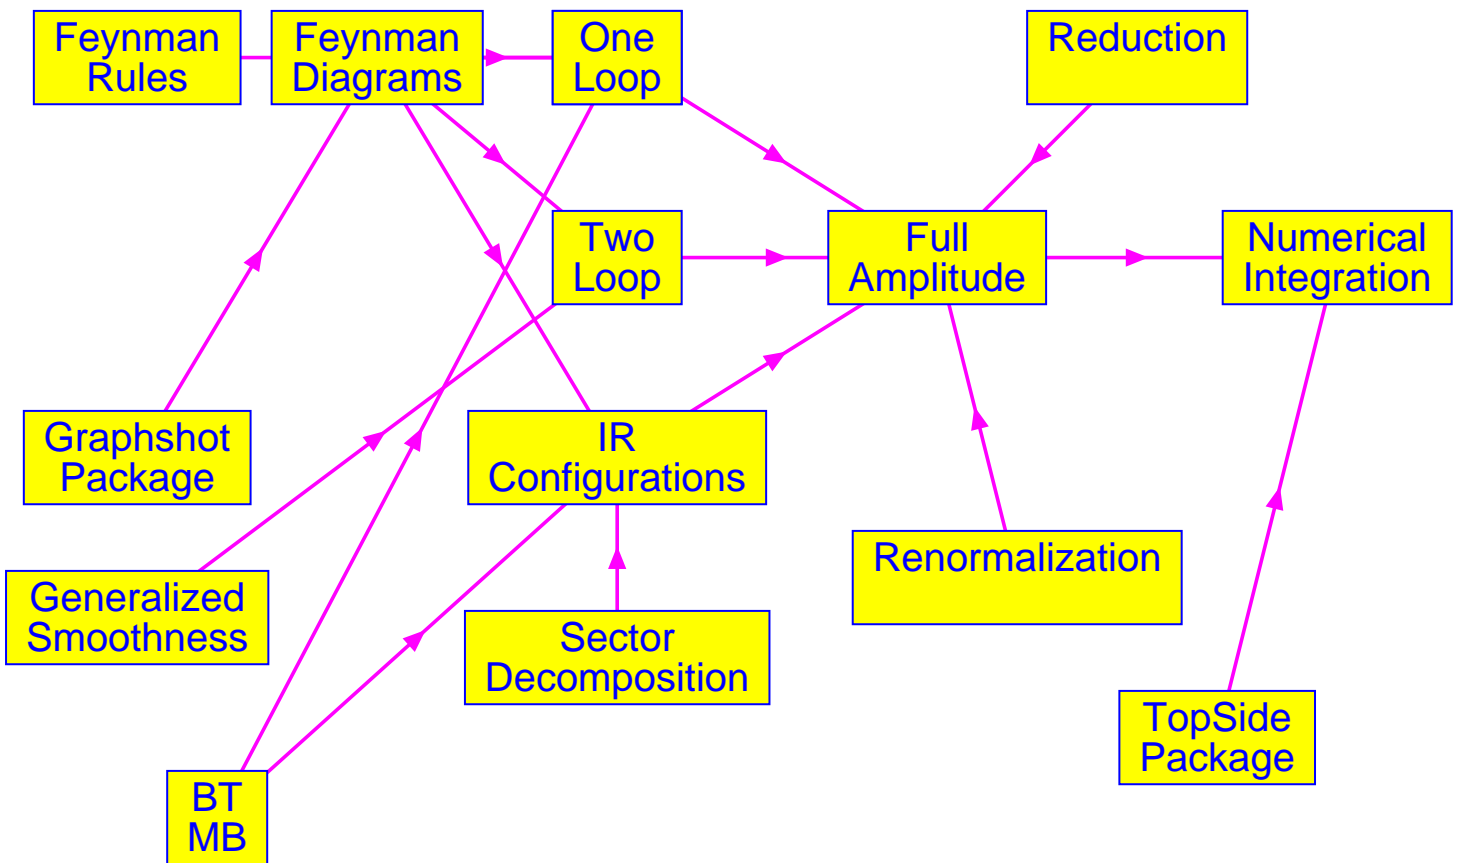 Feynman
Rules
Feynman
Diagrams
One
Loop
Reduction
Two
Loop
Full
Amplitude
Numerical
Integration
Graphshot
Package
IR
Configurations
Renormalization
Generalized
Smoothness
Sector
Decomposition
TopSide
Package
BT
MB